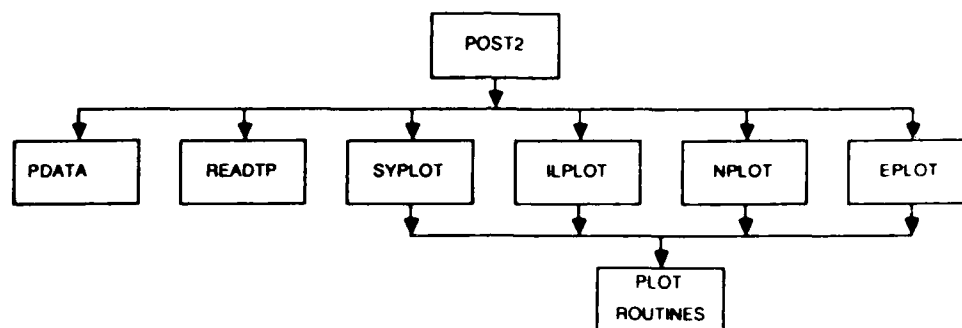 POST2
PDATA
READTP
SYPLOT
ILPLOT
NPLOT
EPLOT
PLOT
ROUTINES